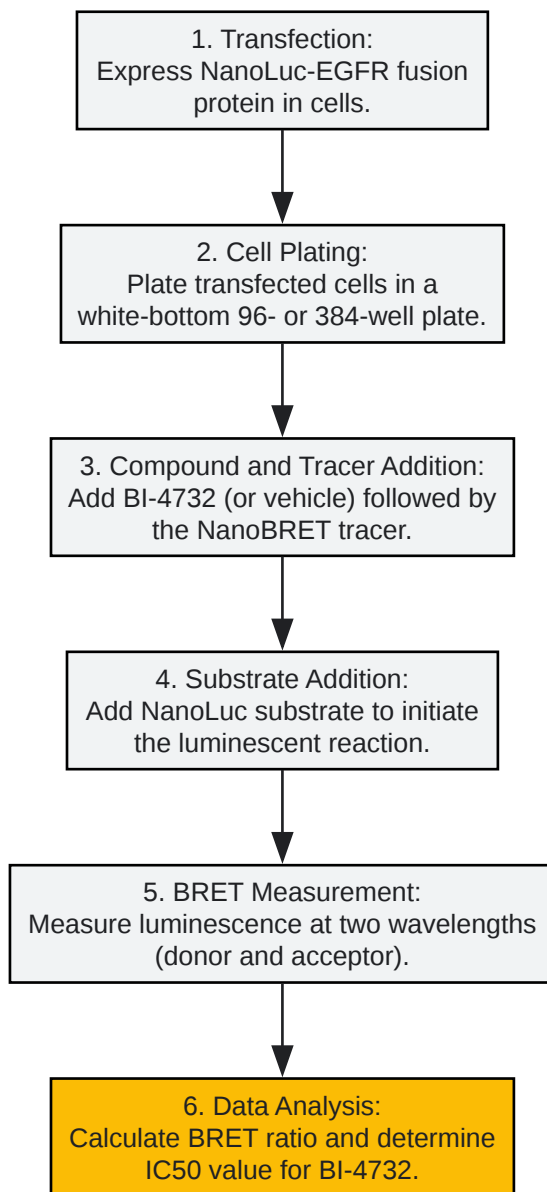 1. Transfection:
Express NanoLuc-EGFR fusion
protein in cells.
2. Cell Plating:
Plate transfected cells in a
white-bottom 96- or 384-well plate.
3. Compound and Tracer Addition:
Add BI-4732 (or vehicle) followed by
the NanoBRET tracer.
4. Substrate Addition:
Add NanoLuc substrate to initiate
the luminescent reaction.
5. BRET Measurement:
Measure luminescence at two wavelengths
(donor and acceptor).
6. Data Analysis:
Calculate BRET ratio and determine
IC50 value for BI-4732.